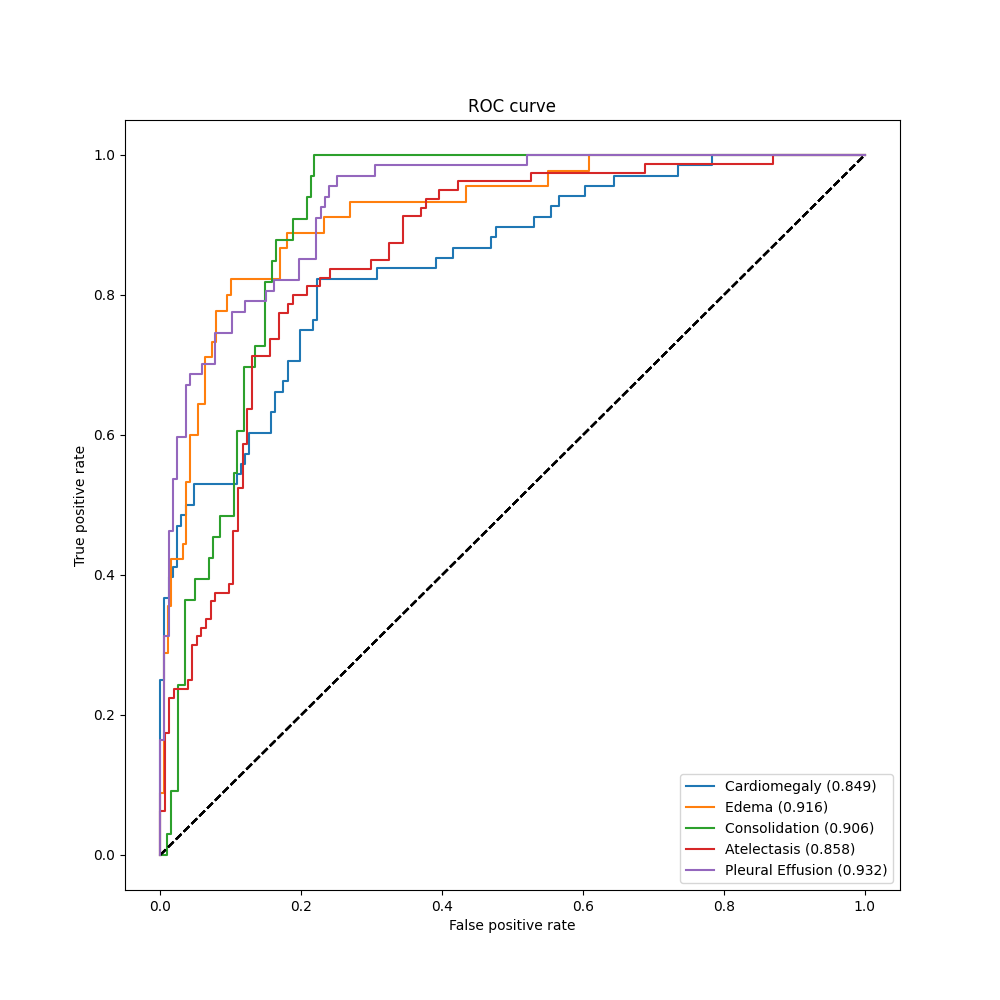 ROC curve
True positive rate
1.0
0.8
0.6
0.4
0.2
0.0
Cardiomegaly (0.849)
Edema (0.916)
Consolidation (0.906)
Atelectasis (0.858)
Pleural Effusion (0.932)
0.0 0.2 0.4 0.6 0.8 1.0
False positive rate